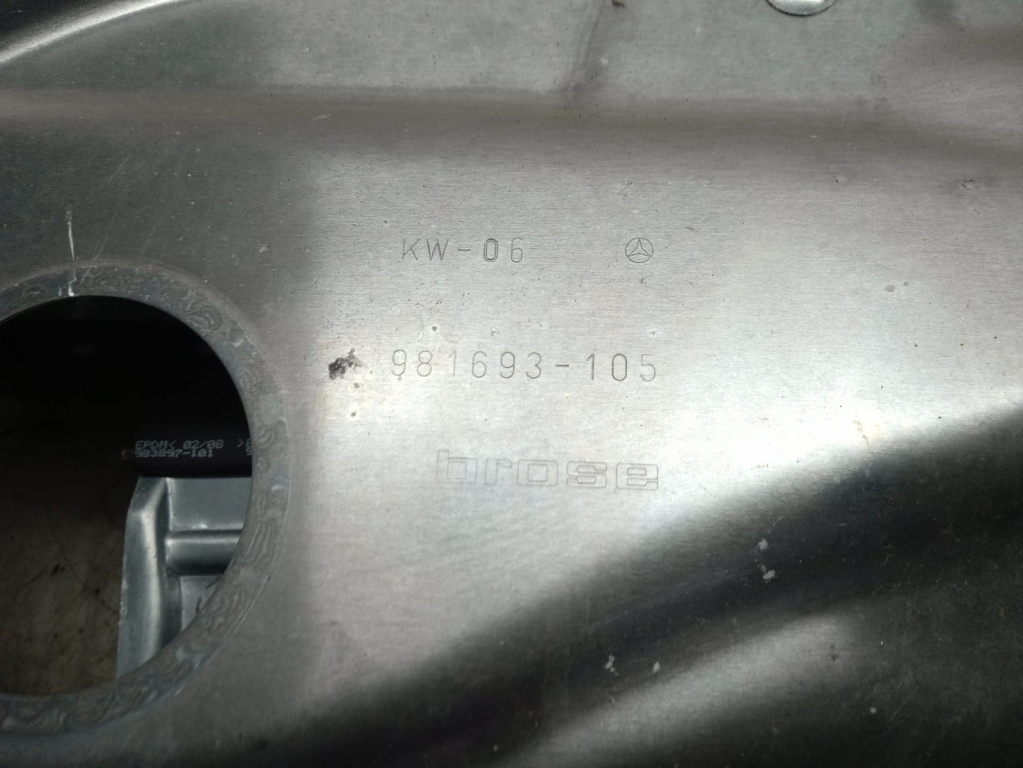 KW-06
981693-105
brose
EPDM< 02/08 >E
983897-101